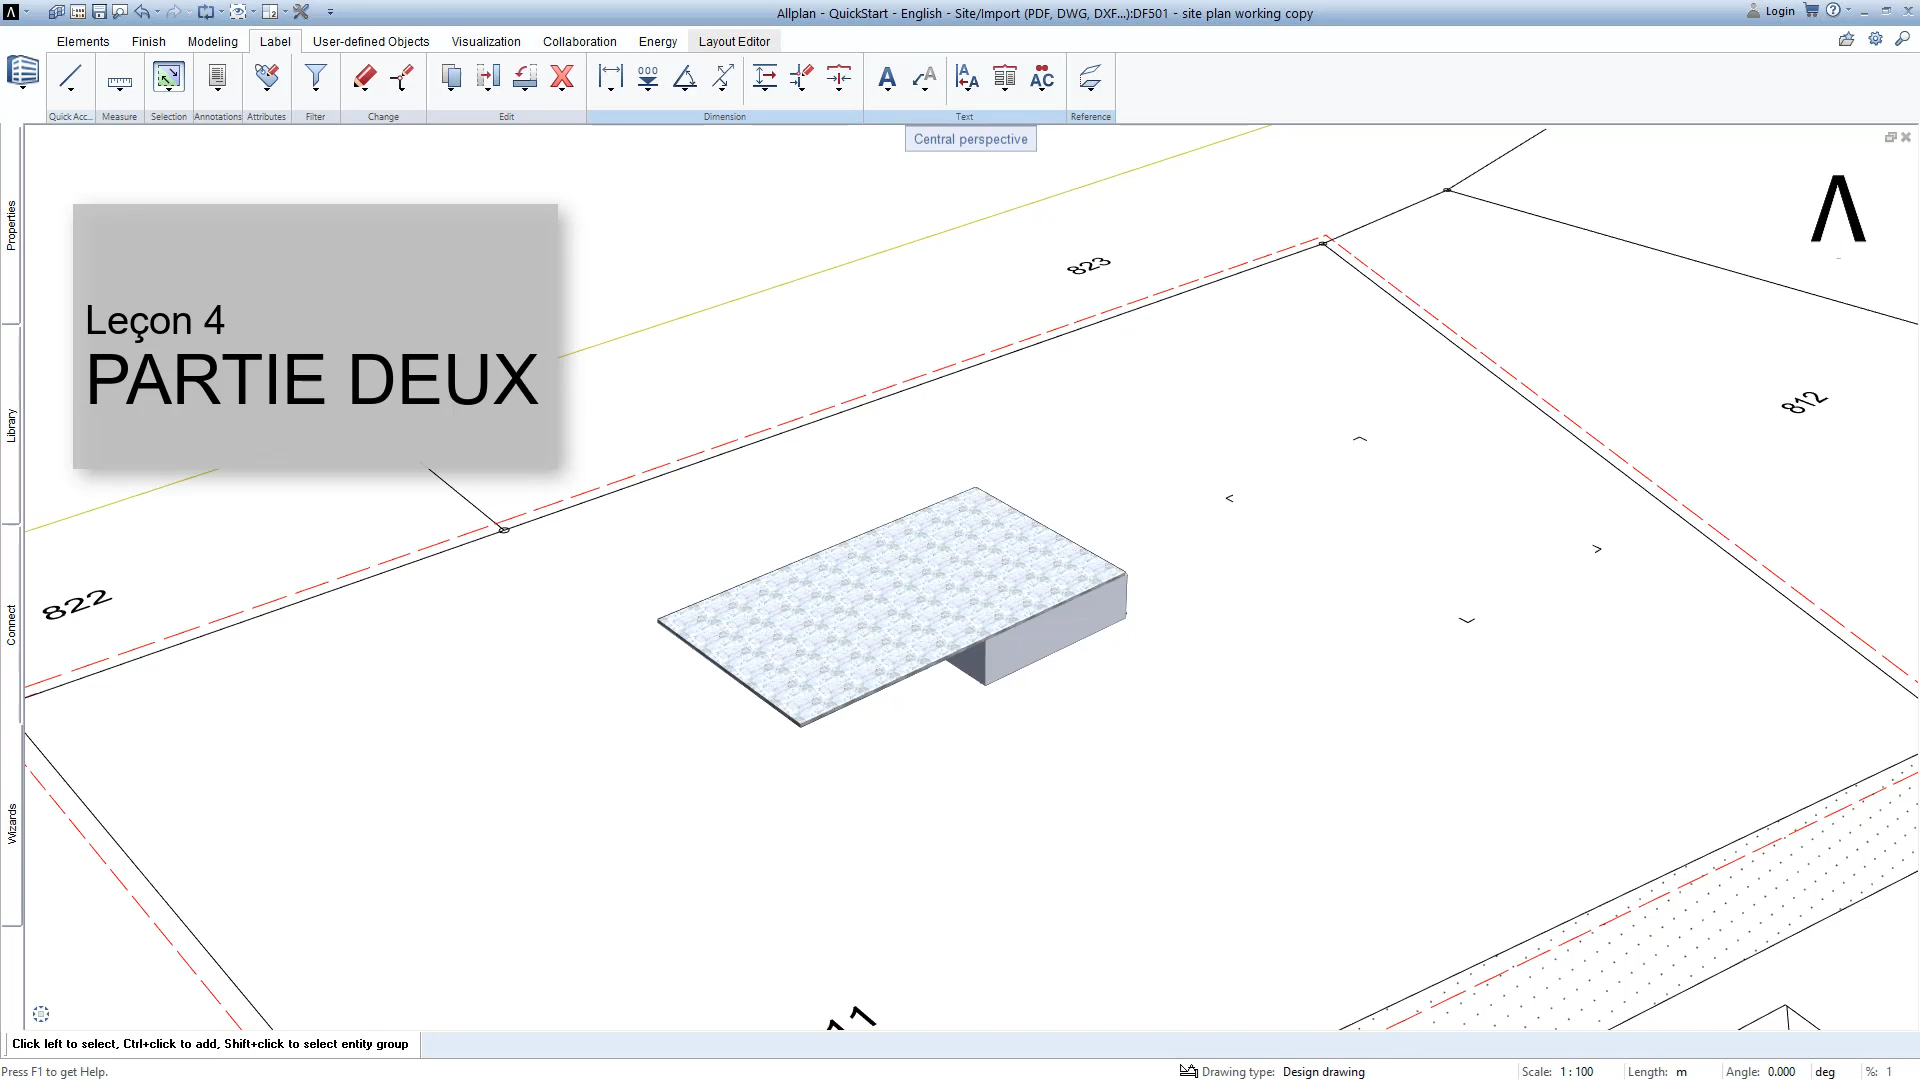 Allplan - QuickStart - English - Site/Import (PDF, DWG, DXF...):DF501 - site plan working copy
Login
Elements
Finish
Modeling
Label
User-defined Objects
Visualization
Collaboration
Energy
Layout Editor
Quick Acc...
Measure
Selection
Annotations
Attributes
Filter
Change
Edit
Dimension
Text
Reference
Central perspective
Properties
Library
Connect
Wizards
Leçon 4
PARTIE DEUX
823
812
822
11
Click left to select, Ctrl+click to add, Shift+click to select entity group
Press F1 to get Help.
Drawing type: Design drawing
Scale: 1 : 100
Length: m
Angle: 0.000 deg
%: 1